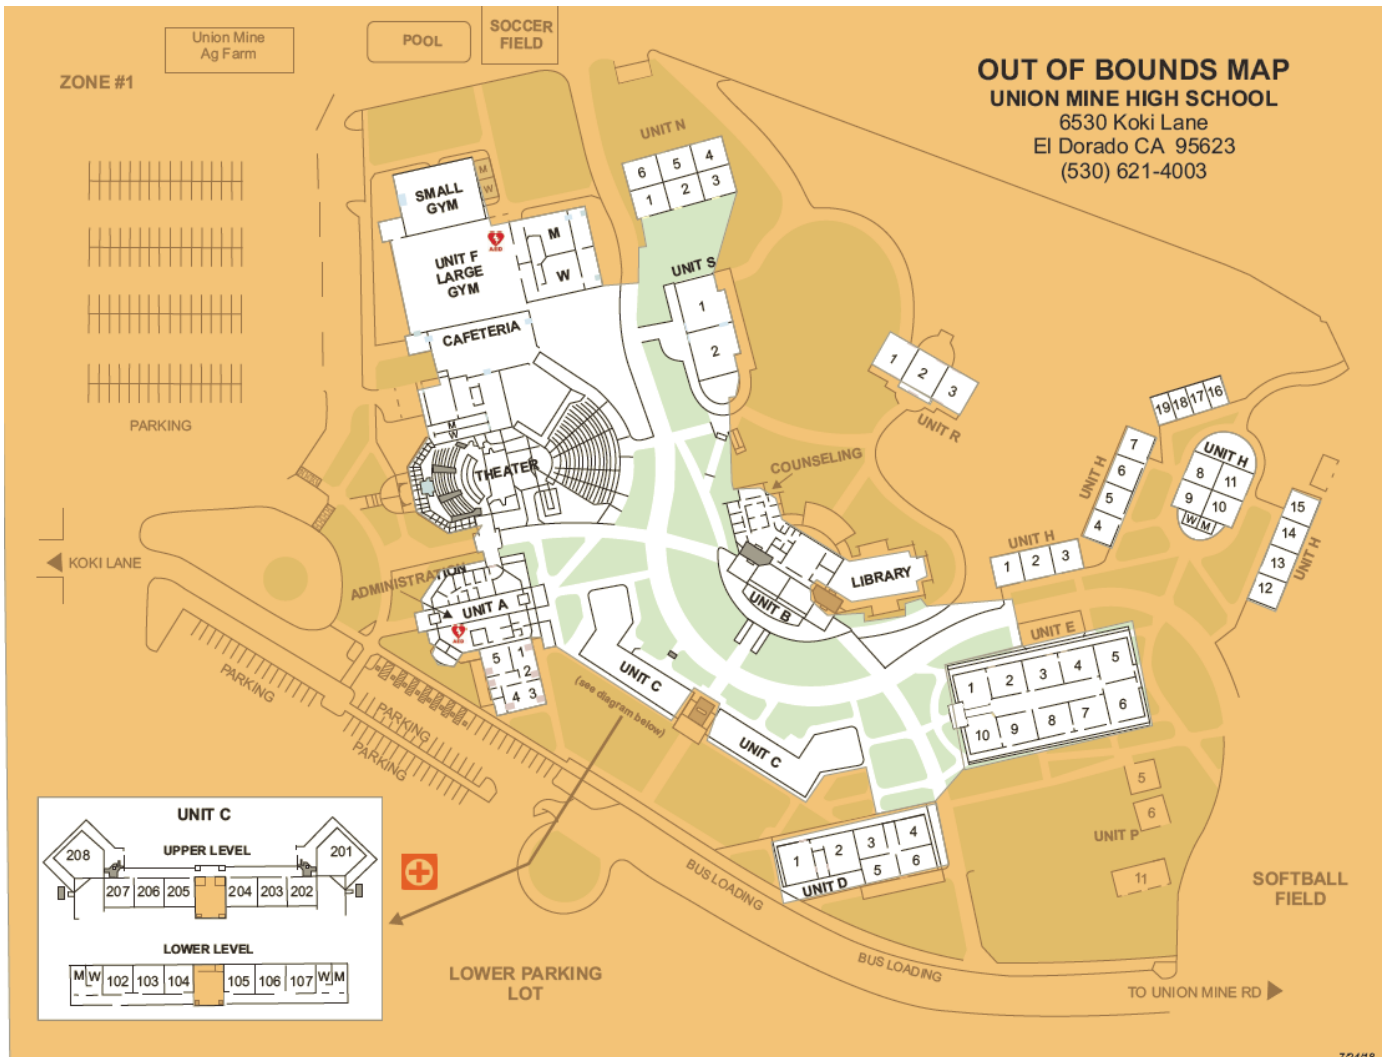 Union Mine
Ag Farm
POOL
SOCCER
FIELD
ZONE #1
OUT OF BOUNDS MAP
UNION MINE HIGH SCHOOL
6530 Koki Lane
El Dorado CA 95623
(530) 621-4003
UNIT N
6 5 4
1 2 3
SMALL
GYM
M
W
UNIT F
LARGE
GYM
AED
M
W
UNIT S
1
2
CAFETERIA
PARKING
M
W
THEATER
1
2
3
UNIT R
COUNSELING
19 18 17 16
UNIT H
7
6
5
4
UNIT H
8 11
9 10
W M
15
14
13
12
UNIT H
UNIT H
1 2 3
KOKI LANE
ADMINISTRATION
UNIT A
AED
5 1
2
4 3
LIBRARY
UNIT B
UNIT E
1 2 3 4 5
10 9 8 7 6
UNIT C
(see diagram below)
UNIT C
PARKING
PARKING
PARKING
5
6
UNIT P
11
1 2 3 4
5 6
UNIT D
BUS LOADING
SOFTBALL
FIELD
BUS LOADING
LOWER PARKING
LOT
TO UNION MINE RD
UNIT C
UPPER LEVEL
208 201
207 206 205 204 203 202
LOWER LEVEL
M W 102 103 104 105 106 107 W M
7/24/18